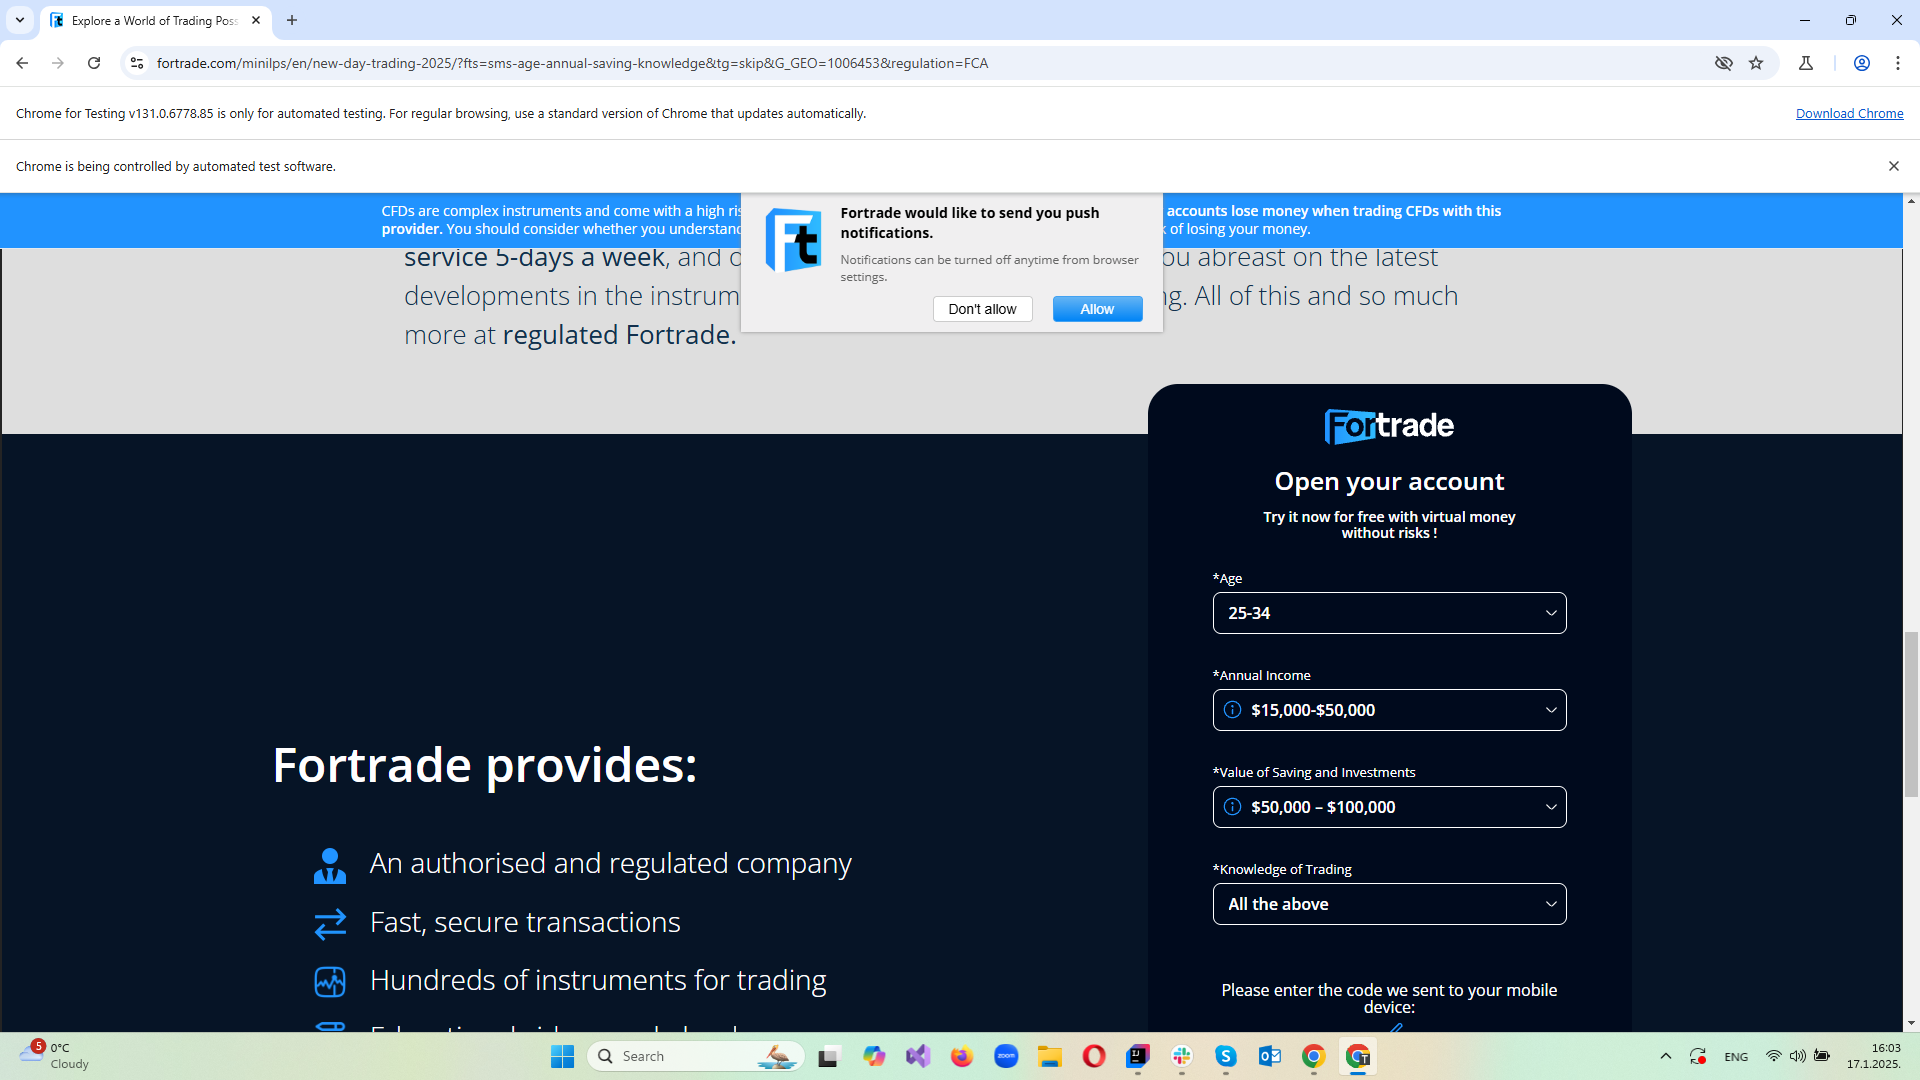 Explore a World of Trading Poss
fortrade.com/minilps/en/new-day-trading-2025/?fts=sms-age-annual-saving-knowledge&tg=skip&G_GEO=1006453&regulation=FCA
Chrome for Testing v131.0.6778.85 is only for automated testing. For regular browsing, use a standard version of Chrome that updates automatically.
Download Chrome
Chrome is being controlled by automated test software.
CFDs are complex instruments and come with a high
accounts lose money when trading CFDs with this
provider. You should consider whether you
of losing your money.
Fortrade would like to send you push
notifications.
Notifications can be turned off anytime from browser
settings.
Don't allow
Allow
service 5-days a week, and
abreast on the latest
developments in the
All of this and so much
more at regulated Fortrade.
Fortrade
Open your account
Try it now for free with virtual money
without risks !
*Age
25-34
*Annual Income
$15,000-$50,000
*Value of Saving and Investments
$50,000 – $100,000
*Knowledge of Trading
All the above
Please enter the code we sent to your mobile
device:
Fortrade provides:
An authorised and regulated company
Fast, secure transactions
Hundreds of instruments for trading
5
0°C
Cloudy
Search
zoom
ENG
16:03
17.1.2025.